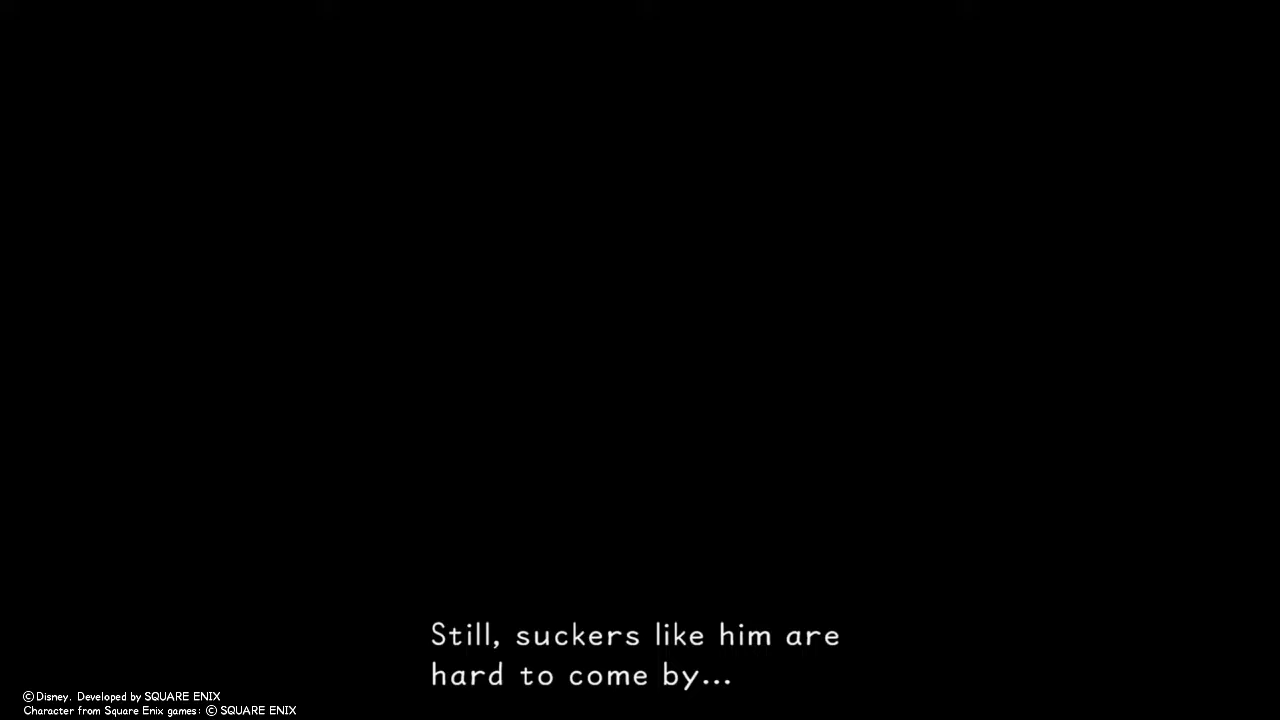 Still, suckers like him are
hard to come by...
©Disney. Developed by SQUARE ENIX
Character from Square Enix games: © SQUARE ENIX